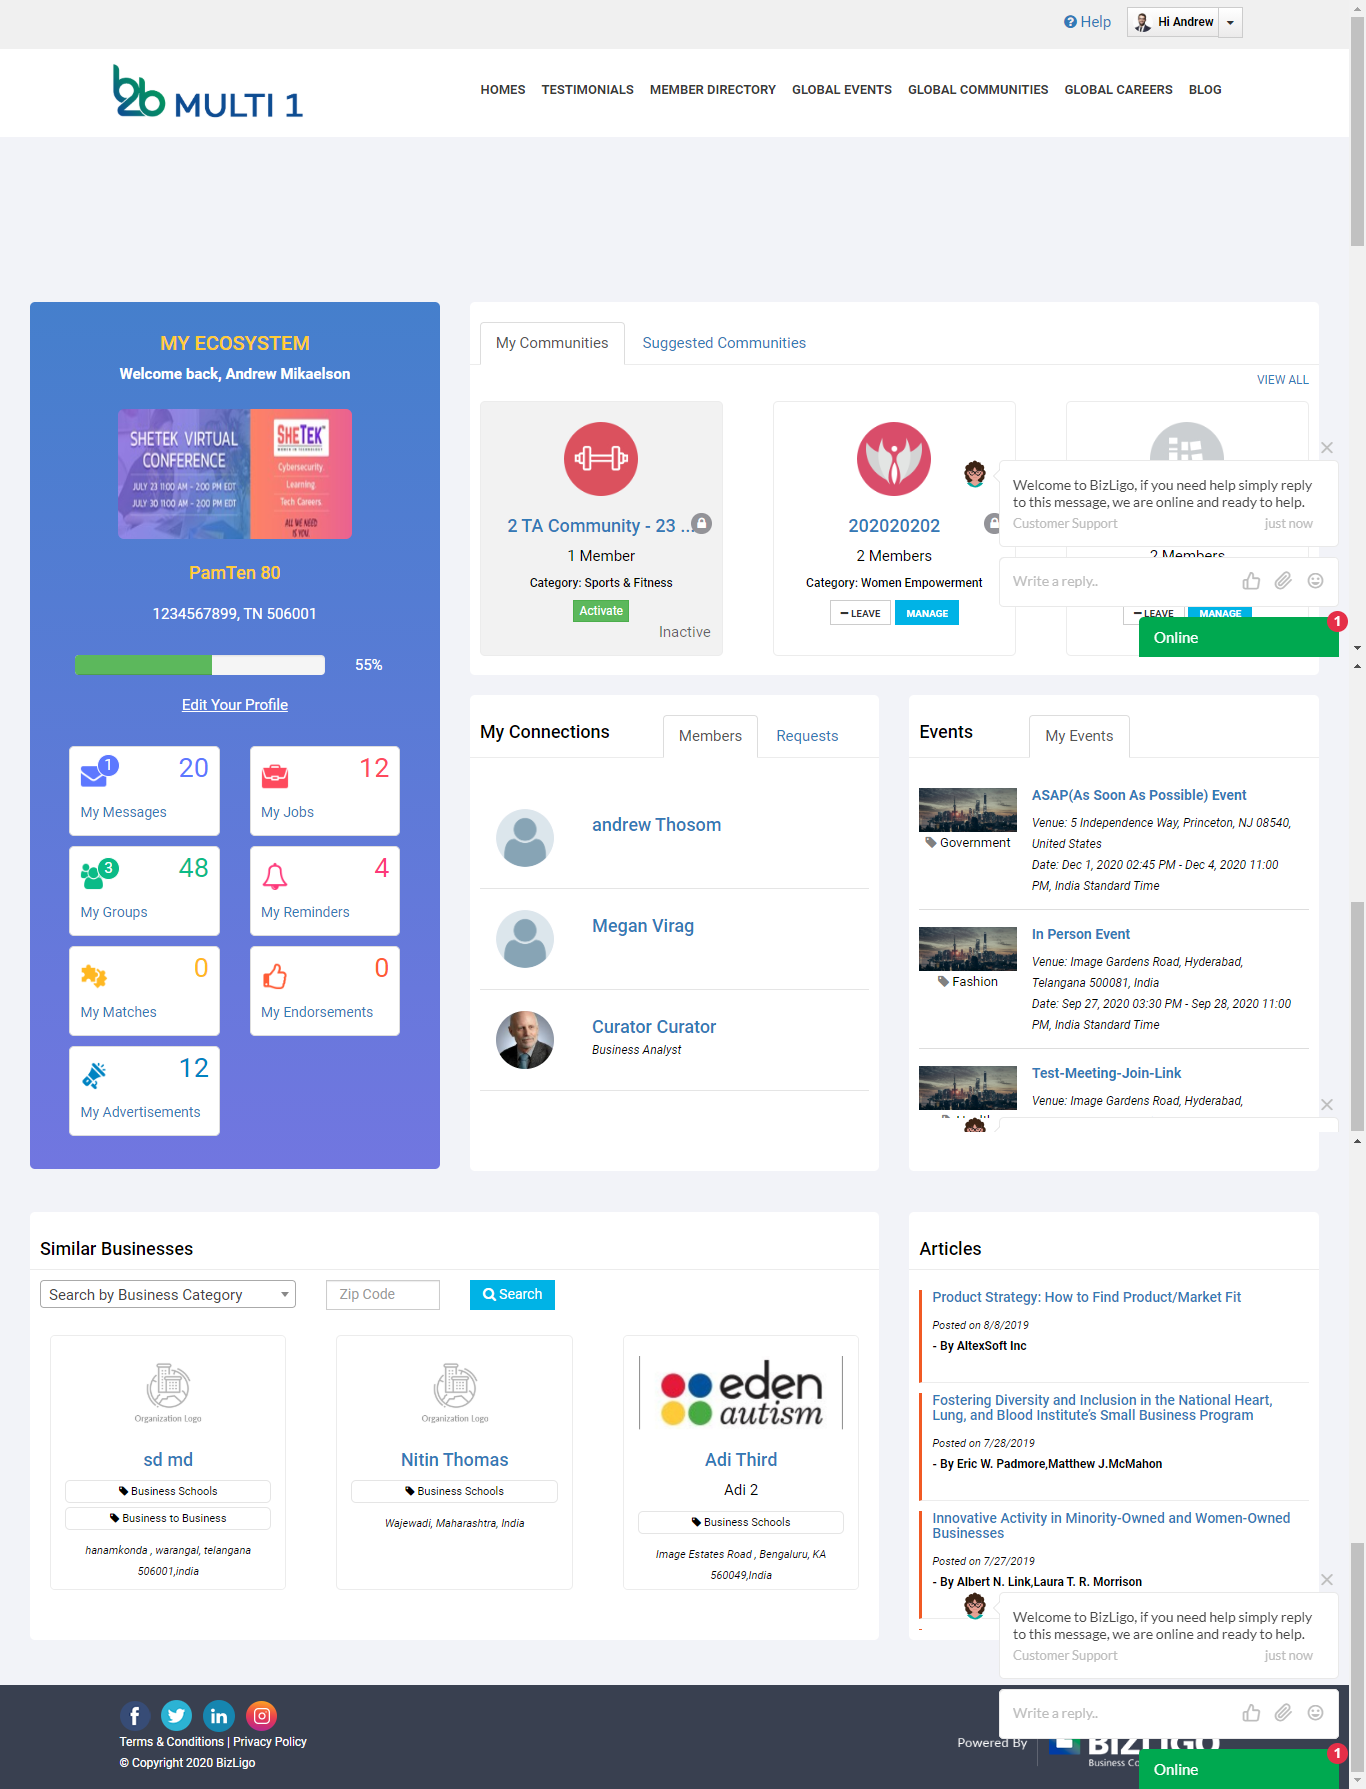 Help
Hi Andrew
b2b MULTI 1
HOMES TESTIMONIALS MEMBER DIRECTORY GLOBAL EVENTS GLOBAL COMMUNITIES GLOBAL CAREERS BLOG
MY ECOSYSTEM
Welcome back, Andrew Mikaelson
SHETEK VIRTUAL
CONFERENCE
JULY 23 11:00 AM - 2:00 PM EDT
JULY 30 11:00 AM - 2:00 PM EDT
SHETEK
WOMEN IN TECHNOLOGY
Cybersecurity
Learning
Tech Careers
ALL WE NEED
IS YOU
PamTen 80
1234567899, TN 506001
55%
Edit Your Profile
1
20
My Messages
12
My Jobs
3
48
My Groups
4
My Reminders
0
My Matches
0
My Endorsements
12
My Advertisements
My Communities
Suggested Communities
VIEW ALL
2 TA Community - 23 ...
1 Member
Category: Sports & Fitness
Activate
Inactive
202020202
2 Members
Category: Women Empowerment
LEAVE
MANAGE
2 Members
LEAVE
MANAGE
Welcome to BizLigo, if you need help simply reply
to this message, we are online and ready to help.
Customer Support just now
Write a reply..
Online
1
My Connections
Members
Requests
andrew Thosom
Megan Virag
Curator Curator
Business Analyst
Events
My Events
Government
ASAP(As Soon As Possible) Event
Venue: 5 Independence Way, Princeton, NJ 08540,
United States
Date: Dec 1, 2020 02:45 PM - Dec 4, 2020 11:00
PM, India Standard Time
Fashion
In Person Event
Venue: Image Gardens Road, Hyderabad,
Telangana 500081, India
Date: Sep 27, 2020 03:30 PM - Sep 28, 2020 11:00
PM, India Standard Time
Test-Meeting-Join-Link
Venue: Image Gardens Road, Hyderabad,
Similar Businesses
Search by Business Category
Zip Code
Search
Organization Logo
sd md
Business Schools
Business to Business
hanamkonda , warangal, telangana
506001,india
Organization Logo
Nitin Thomas
Business Schools
Wajewadi, Maharashtra, India
eden
autism
Adi Third
Adi 2
Business Schools
Image Estates Road , Bengaluru, KA
560049,India
Articles
Product Strategy: How to Find Product/Market Fit
Posted on 8/8/2019
- By AltexSoft Inc
Fostering Diversity and Inclusion in the National Heart,
Lung, and Blood Institute's Small Business Program
Posted on 7/28/2019
- By Eric W. Padmore,Matthew J.McMahon
Innovative Activity in Minority-Owned and Women-Owned
Businesses
Posted on 7/27/2019
- By Albert N. Link,Laura T. R. Morrison
Welcome to BizLigo, if you need help simply reply
to this message, we are online and ready to help.
Customer Support just now
Write a reply..
Online
1
Terms & Conditions | Privacy Policy
© Copyright 2020 BizLigo
Powered By
BIZLIGO
Business